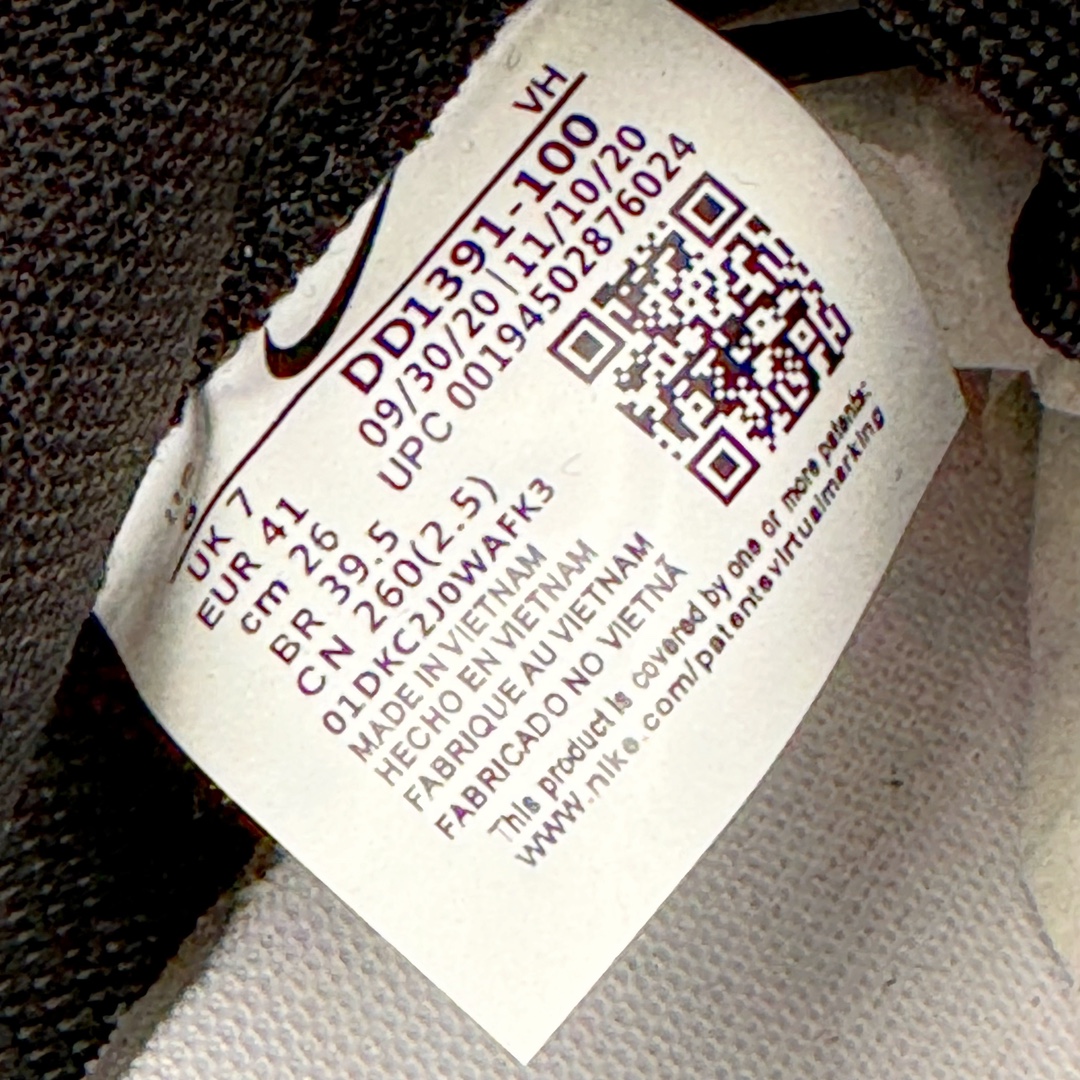 VH
DD1391-100
09/30/20|11/10/20
UPC 00194502876024
UK 7
EUR 41
cm 26
BR 39.5
CN 260(2.5)
01DKC2J0WAFK3
MADE IN VIETNAM
HECHO EN VIETNAM
FABRIQUE AU VIETNAM
FABRICADO NO VIETNÃ
This product is covered by one or more patents:
www.nike.com/patentsvirtualmarking